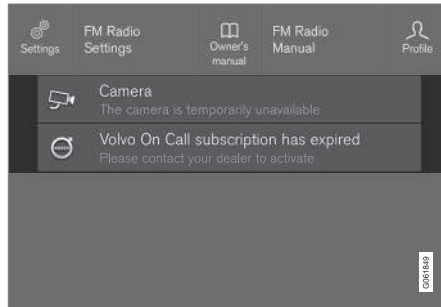 Settings
FM Radio
Settings
Owner's
manual
FM Radio
Manual
Profile
Camera
The camera is temporarily unavailable
Volvo On Call subscription has expired
Please contact your dealer to activate
G061849